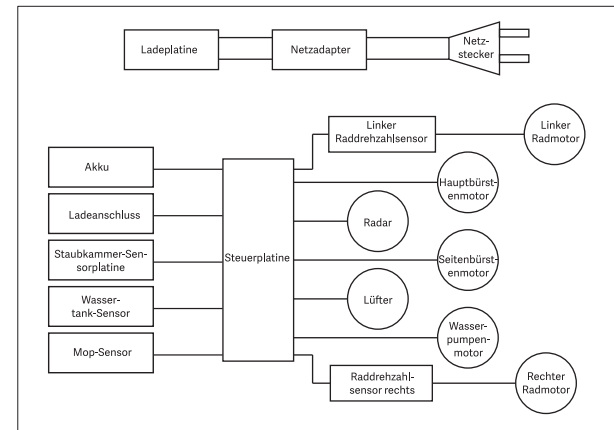 Ladeplatine
Netzadapter
Netz-
stecker
Linker
Raddrehzahlsensor
Linker
Radmotor
Akku
Hauptbürst-
enmotor
Ladeanschluss
Radar
Staubkammer-Sen-
sorplatine
Steuerplatine
Seitenbürst-
enmotor
Wasser-
tank-Sensor
Lüfter
Mop-Sensor
Wasser-
pumpen-
motor
Raddrehzahl-
sensor rechts
Rechter
Radmotor